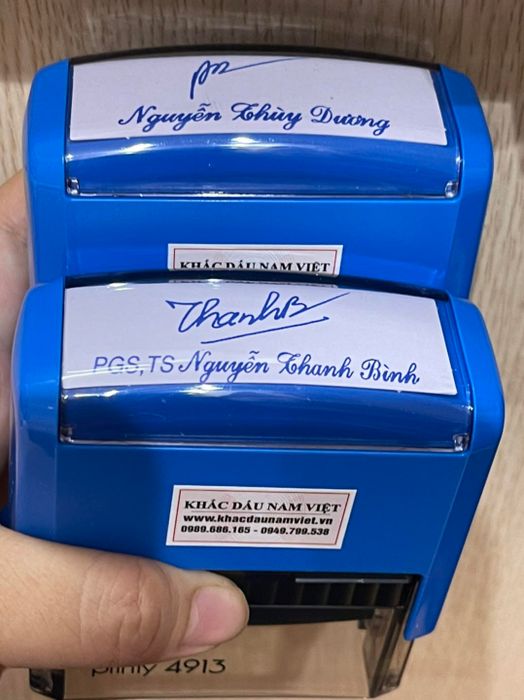 Nguyễn Thùy Dương
KHẮC DẤU NAM VIỆT
ThanhB
PGS,TS Nguyễn Thanh Bình
KHẮC DẤU NAM VIỆT
www.khacdaunamviet.vn
0989.686.165 - 0949.799.538
printy 4913